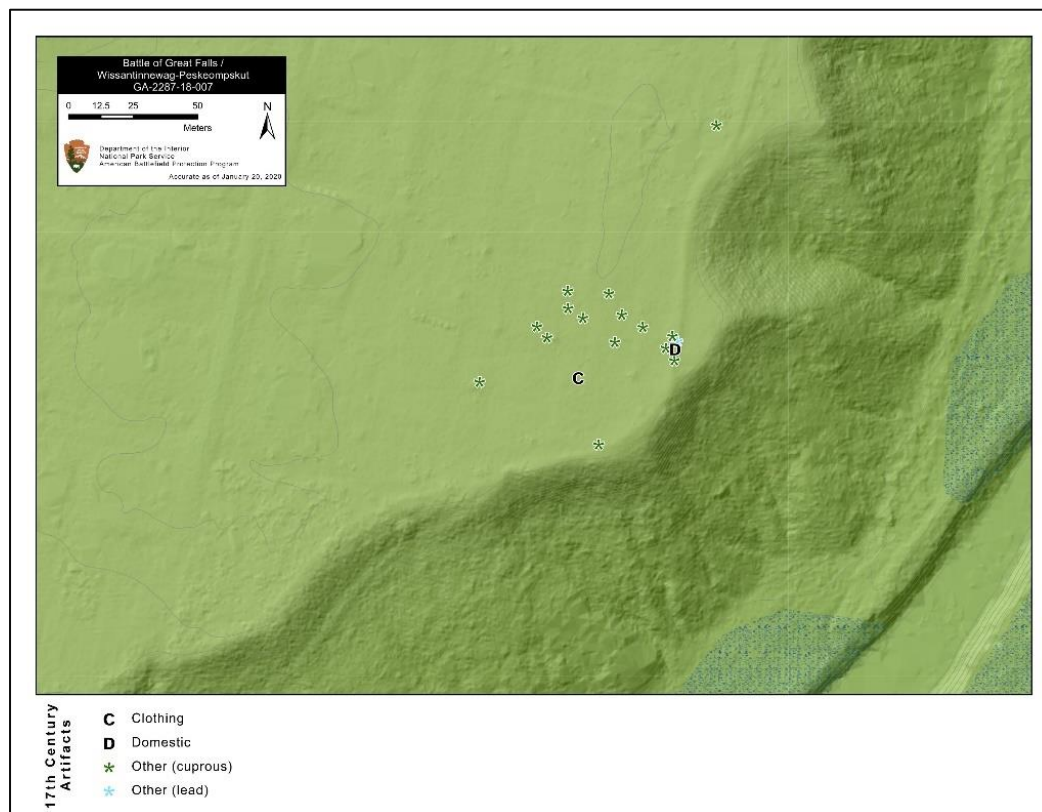 Battle of Great Falls /
Wissantinnewag-Peskeompskut
GA-2287-18-007
0 12.5 25 50
Meters
N
Department of the Interior
National Park Service
American Battlefield Protection Program
Accurate as of January 20, 2020
C
D
17th Century
Artifacts
C Clothing
D Domestic
* Other (cuprous)
* Other (lead)